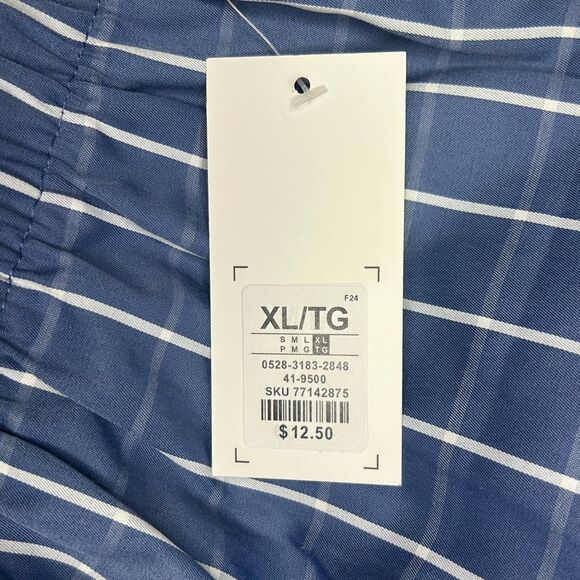 F24
XL/TG
S M L XL
P M G TG
0528-3183-2848
41-9500
SKU 77142875
$12.50